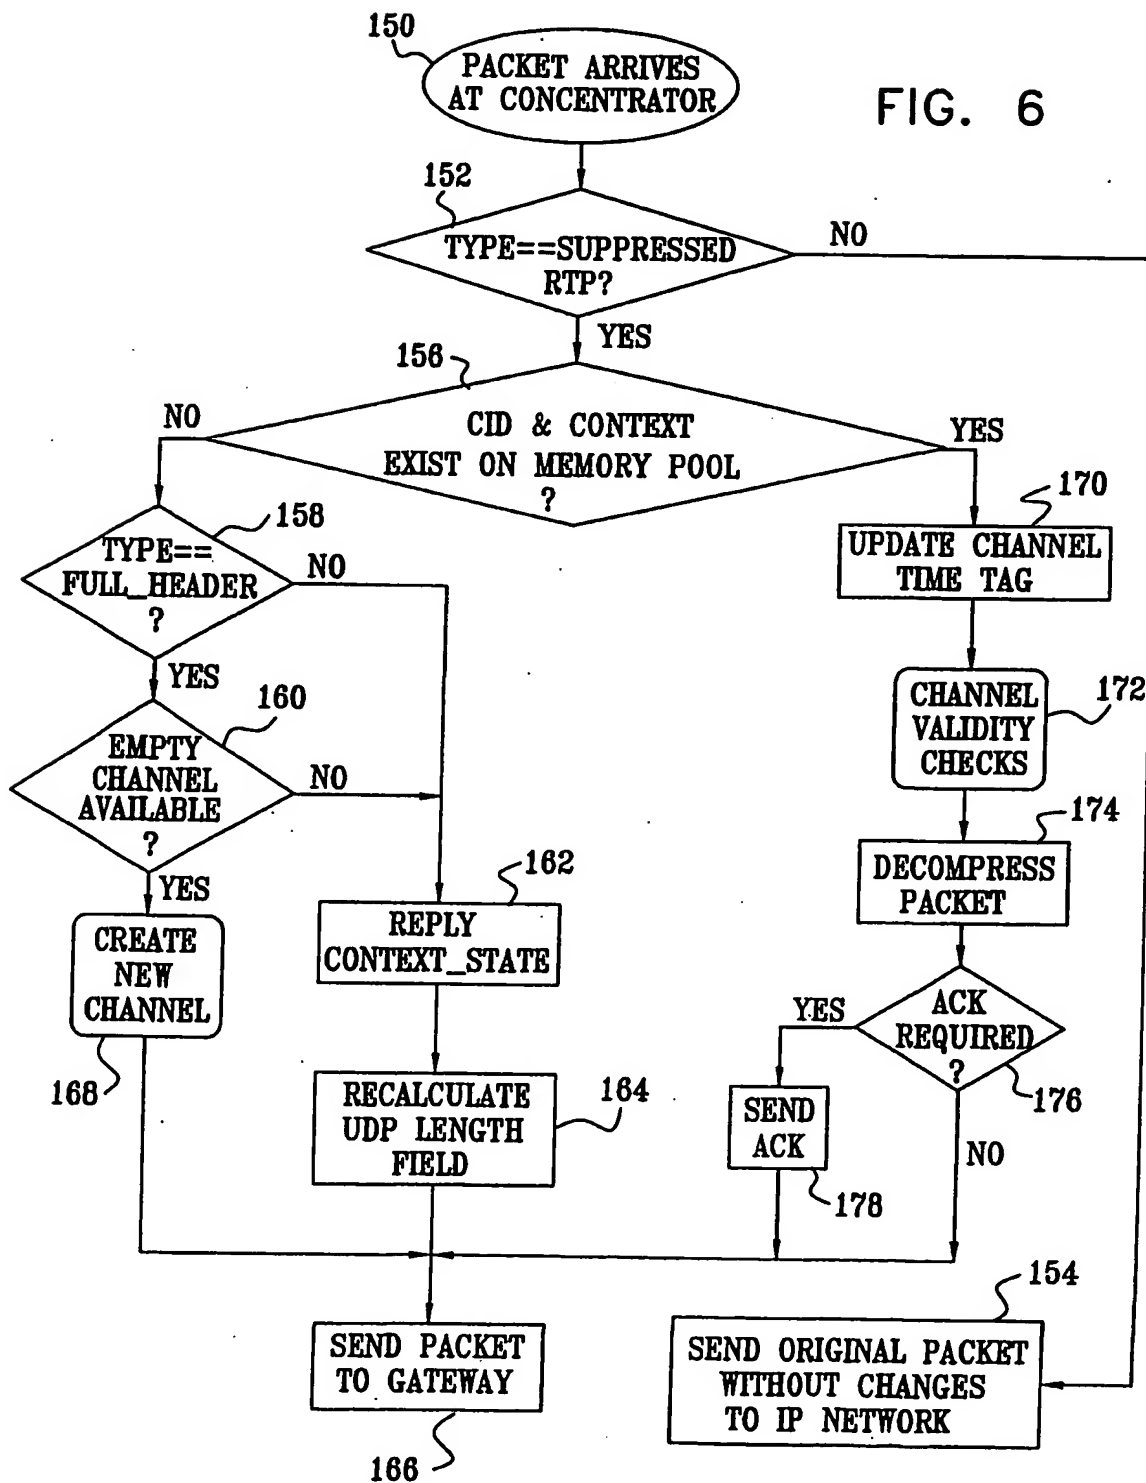 150
PACKET ARRIVES
AT CONCENTRATOR
FIG. 6
152
TYPE==SUPPRESSED
RTP?
NO
YES
156
NO
CID & CONTEXT
EXIST ON MEMORY POOL
?
YES
158
TYPE==
FULL_HEADER
?
NO
170
UPDATE CHANNEL
TIME TAG
YES
160
EMPTY
CHANNEL
AVAILABLE
?
NO
CHANNEL
VALIDITY
CHECKS
172
174
DECOMPRESS
PACKET
YES
162
CREATE
NEW
CHANNEL
168
REPLY
CONTEXT_STATE
YES
ACK
REQUIRED
?
176
RECALCULATE
UDP LENGTH
FIELD
164
SEND
ACK
178
NO
154
SEND PACKET
TO GATEWAY
166
SEND ORIGINAL PACKET
WITHOUT CHANGES
TO IP NETWORK